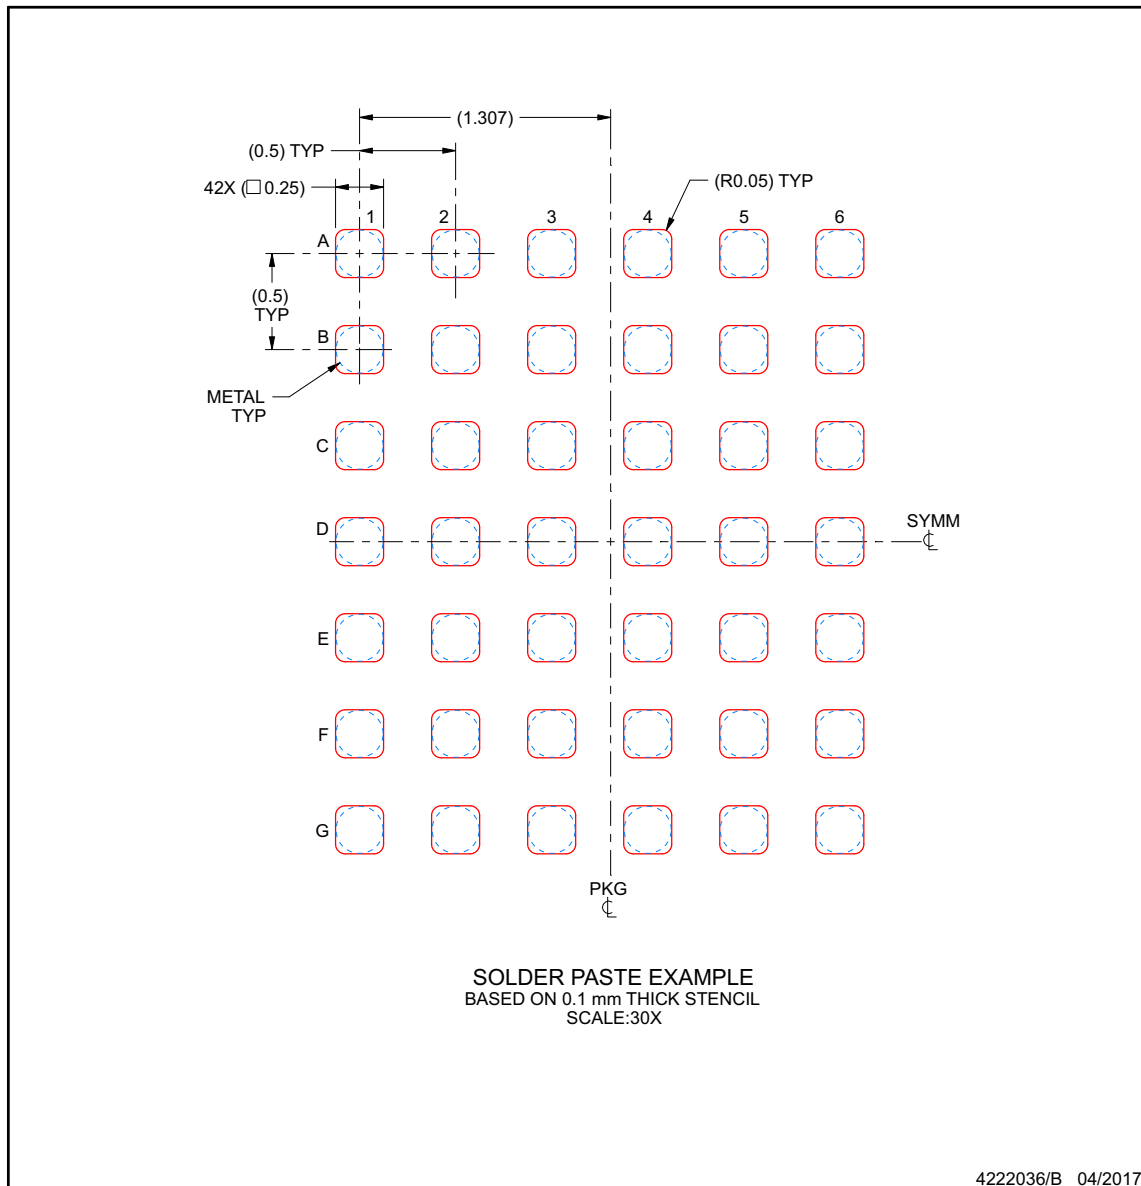 (1.307)
(0.5) TYP
42X (□ 0.25)
(R0.05) TYP
1 2 3 4 5 6
A
(0.5)
TYP
B
METAL
TYP
C
D
SYMM
℄
E
F
G
PKG
℄
SOLDER PASTE EXAMPLE
BASED ON 0.1 mm THICK STENCIL
SCALE:30X
4222036/B 04/2017